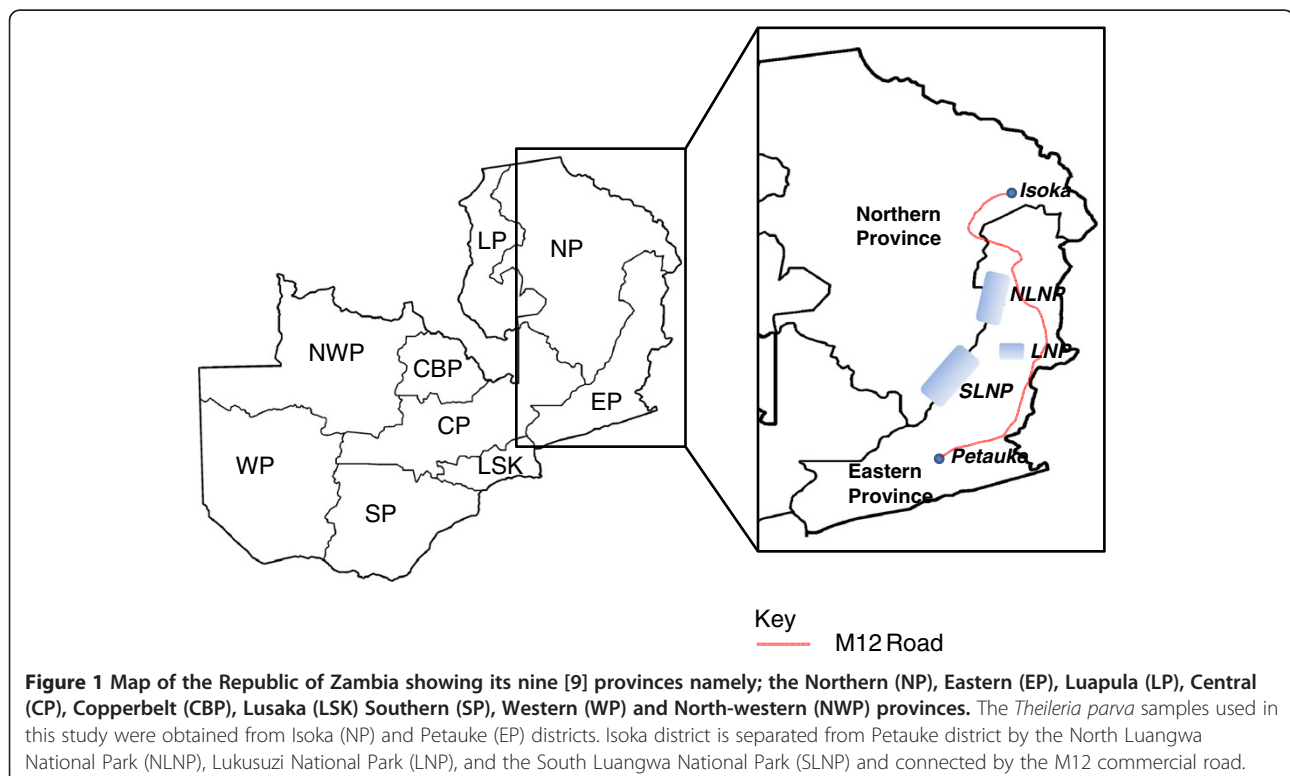 LP
NP
NWP
CBP
EP
CP
WP
LSK
SP
Isoka
Northern
Province
NLNP
LNP
SLNP
Petauke
Eastern
Province
Key
M12 Road
Figure 1 Map of the Republic of Zambia showing its nine [9] provinces namely; the Northern (NP), Eastern (EP), Luapula (LP), Central
(CP), Copperbelt (CBP), Lusaka (LSK) Southern (SP), Western (WP) and North-western (NWP) provinces. The Theileria parva samples used in
this study were obtained from Isoka (NP) and Petauke (EP) districts. Isoka district is separated from Petauke district by the North Luangwa
National Park (NLNP), Lukusuzi National Park (LNP), and the South Luangwa National Park (SLNP) and connected by the M12 commercial road.